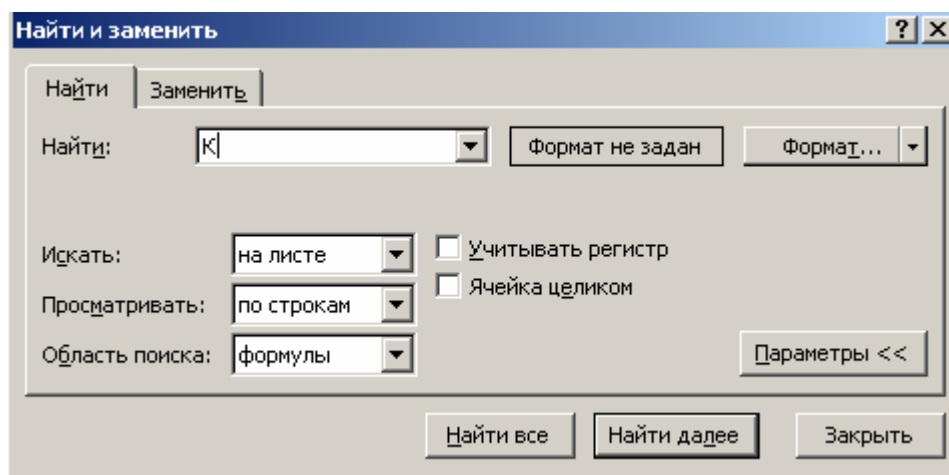 Найти и заменить
Найти Заменить
Найти: К Формат не задан Формат...
Искать: на листе Учитывать регистр
Ячейка целиком
Просматривать: по строкам
Область поиска: формулы Параметры <<
Найти все Найти далее Закрыть